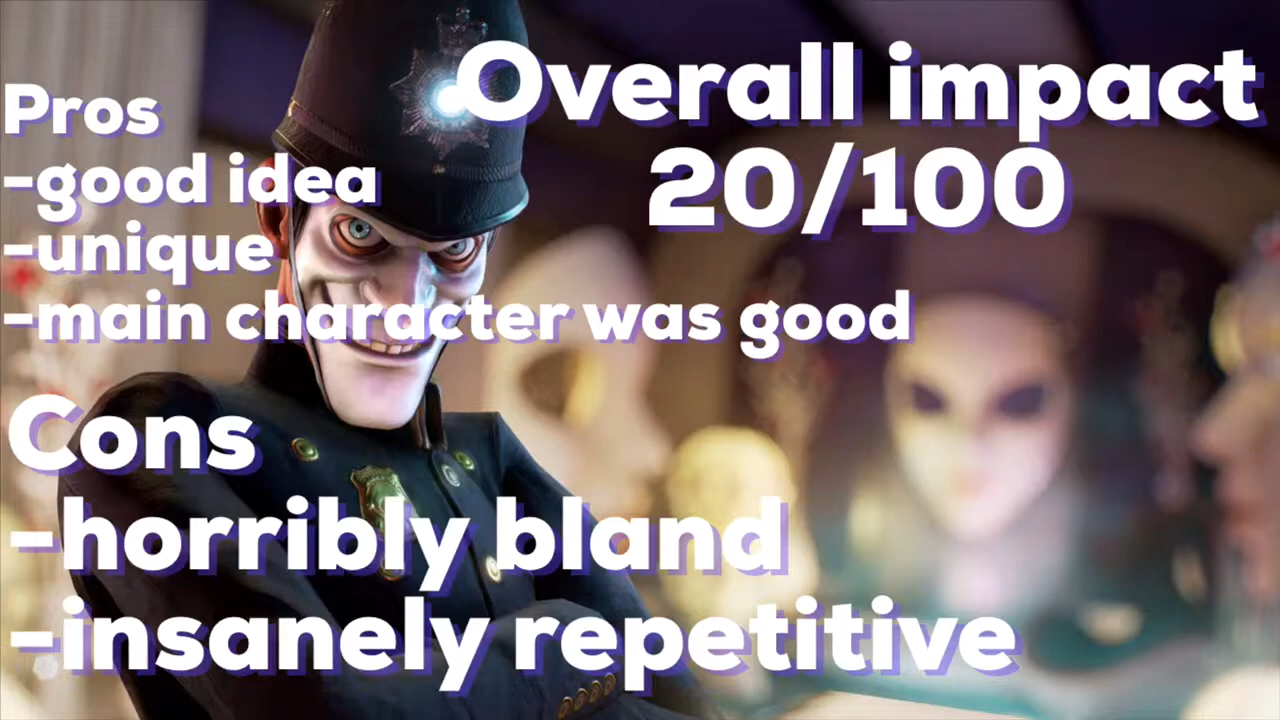 Overall impact
20/100
Pros
-good idea
-unique
-main character was good
Cons
-horribly bland
-insanely repetitive